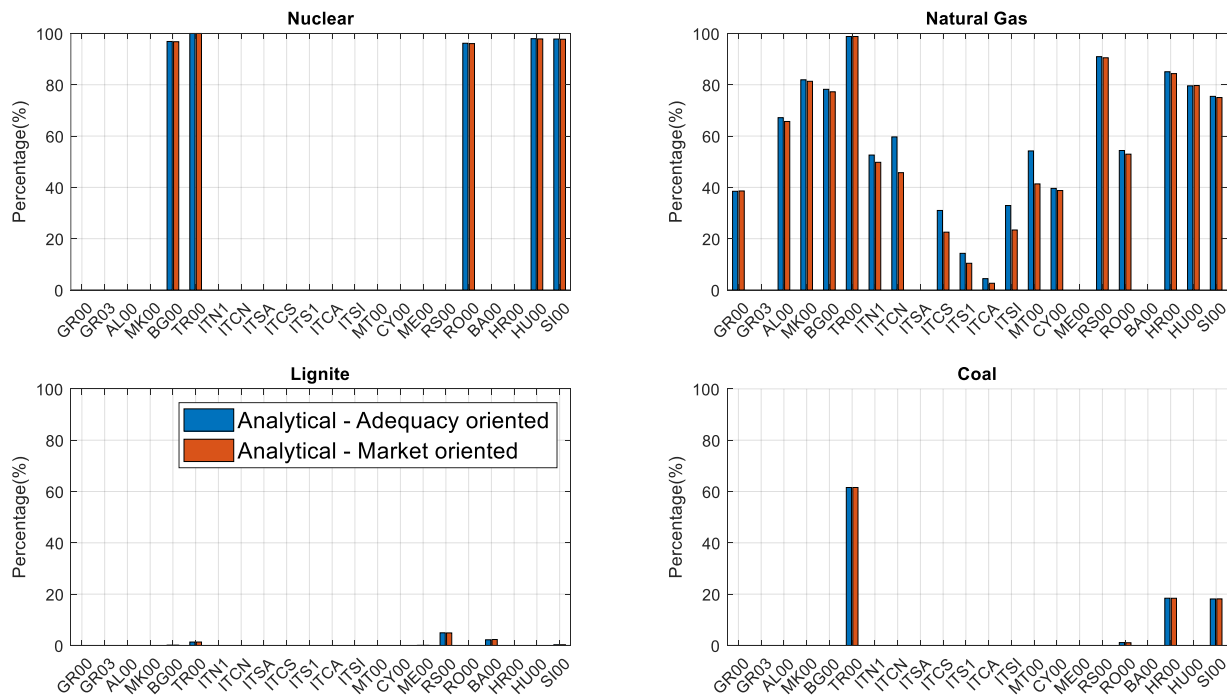 Nuclear
Percentage(%)
100
80
60
40
20
0
GR00 GR03 AL00 MK00 BG00 TR00 ITN1 ITCN ITSA ITCS ITS1 ITCA ITSI MT00 CY00 ME00 RS00 RO00 BA00 HR00 HU00 SI00
Natural Gas
Percentage(%)
100
80
60
40
20
0
GR00 GR03 AL00 MK00 BG00 TR00 ITN1 ITCN ITSA ITCS ITS1 ITCA ITSI MT00 CY00 ME00 RS00 RO00 BA00 HR00 HU00 SI00
Lignite
Percentage(%)
100
80
60
40
20
0
Analytical - Adequacy oriented
Analytical - Market oriented
GR00 GR03 AL00 MK00 BG00 TR00 ITN1 ITCN ITSA ITCS ITS1 ITCA ITSI MT00 CY00 ME00 RS00 RO00 BA00 HR00 HU00 SI00
Coal
Percentage(%)
100
80
60
40
20
0
GR00 GR03 AL00 MK00 BG00 TR00 ITN1 ITCN ITSA ITCS ITS1 ITCA ITSI MT00 CY00 ME00 RS00 RO00 BA00 HR00 HU00 SI00